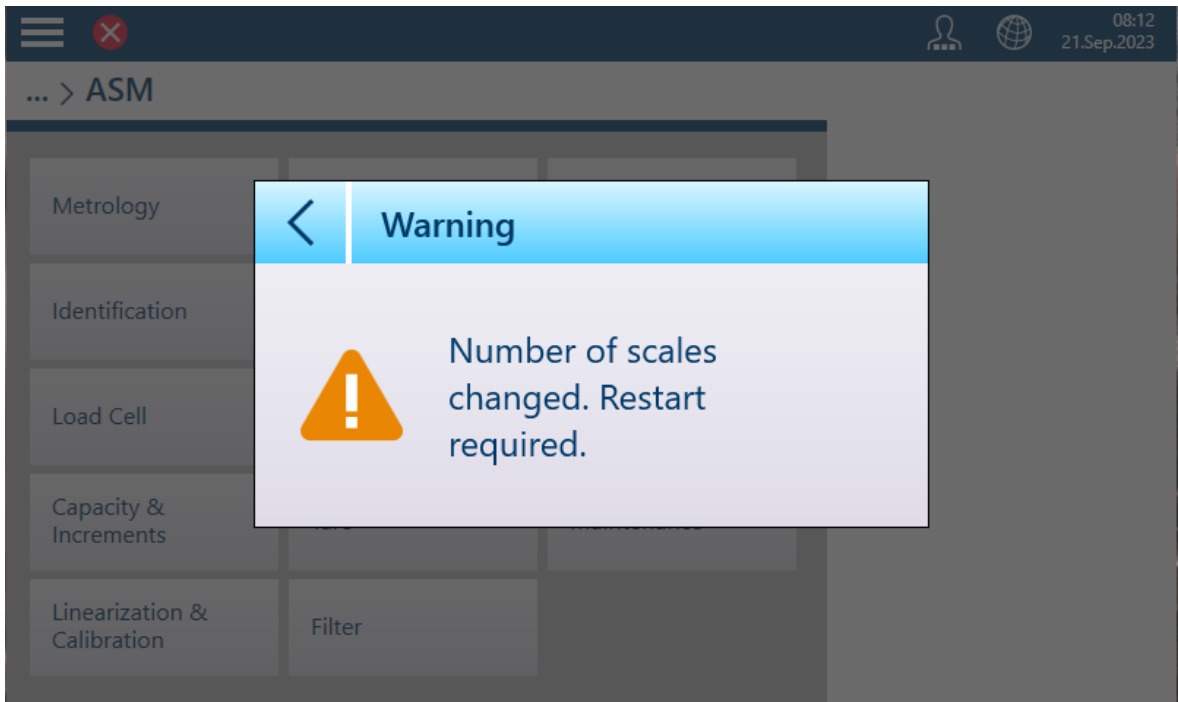 08:12
21.Sep.2023
... > ASM
Metrology
Warning
Identification
Number of scales
changed. Restart
required.
Load Cell
Capacity &
Increments
Linearization &
Calibration
Filter